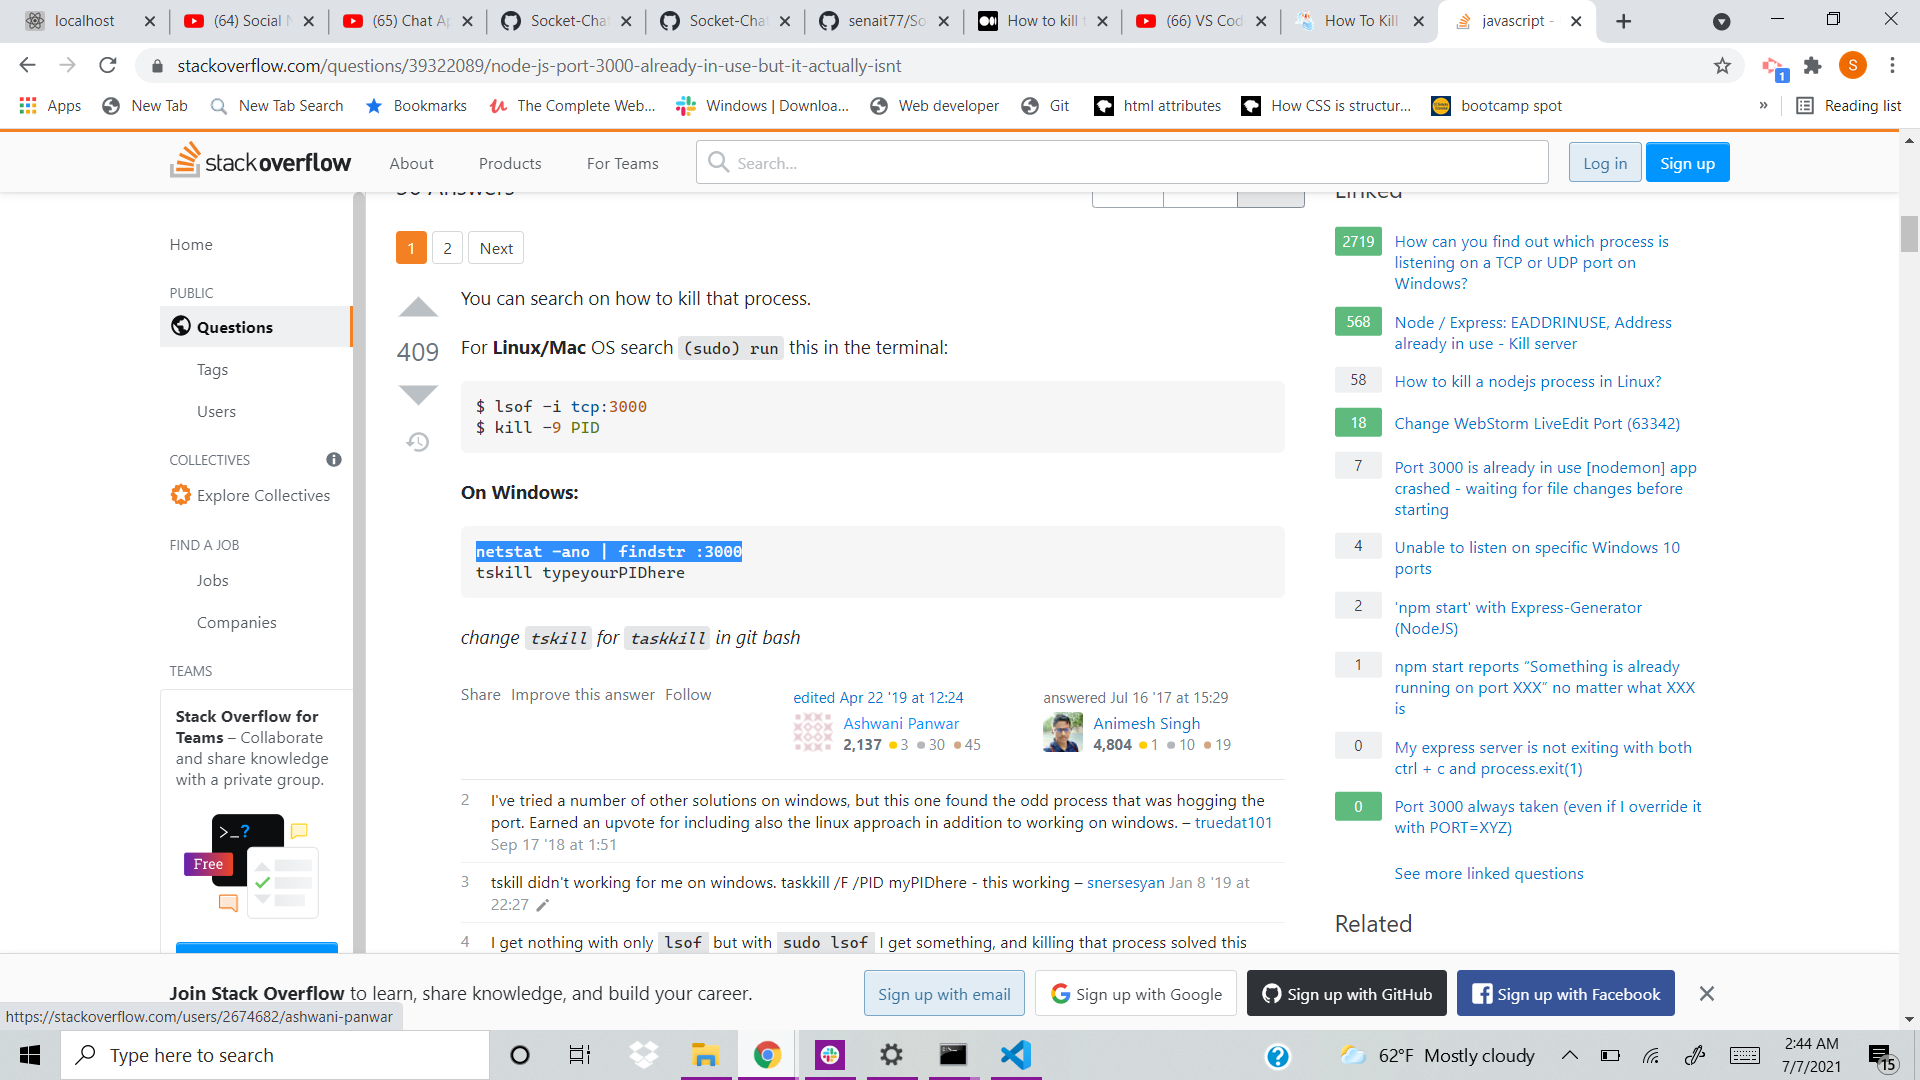 localhost
(64) Social N
(65) Chat Ap
Socket-Chat
Socket-Chat
senait77/So
How to kill t
(66) VS Cod
How To Kill
javascript -
stackoverflow.com/questions/39322089/node-js-port-3000-already-in-use-but-it-actually-isnt
S
1
Apps
New Tab
New Tab Search
Bookmarks
The Complete Web...
Windows | Downloa...
Web developer
Git
html attributes
How CSS is structur...
bootcamp spot
»
Reading list
stackoverflow
About
Products
For Teams
Search...
Log in
Sign up
Home
PUBLIC
Questions
Tags
Users
COLLECTIVES
Explore Collectives
FIND A JOB
Jobs
Companies
TEAMS
Stack Overflow for
Teams – Collaborate
and share knowledge
with a private group.
>_?
Free
1 2 Next
409
You can search on how to kill that process.
For Linux/Mac OS search (sudo) run this in the terminal:
$ lsof -i tcp:3000
$ kill -9 PID
On Windows:
netstat -ano | findstr :3000
tskill typeyourPIDhere
change tskill for taskkill in git bash
Share Improve this answer Follow
edited Apr 22 '19 at 12:24
Ashwani Panwar
2,137 3 30 45
answered Jul 16 '17 at 15:29
Animesh Singh
4,804 1 10 19
2 I've tried a number of other solutions on windows, but this one found the odd process that was hogging the
port. Earned an upvote for including also the linux approach in addition to working on windows. – truedat101
Sep 17 '18 at 1:51
3 tskill didn't working for me on windows. taskkill /F /PID myPIDhere - this working – snersesyan Jan 8 '19 at
22:27
4 I get nothing with only lsof but with sudo lsof I get something, and killing that process solved this
Linked
2719 How can you find out which process is
listening on a TCP or UDP port on
Windows?
568 Node / Express: EADDRINUSE, Address
already in use - Kill server
58 How to kill a nodejs process in Linux?
18 Change WebStorm LiveEdit Port (63342)
7 Port 3000 is already in use [nodemon] app
crashed - waiting for file changes before
starting
4 Unable to listen on specific Windows 10
ports
2 'npm start' with Express-Generator
(NodeJS)
1 npm start reports “Something is already
running on port XXX” no matter what XXX
is
0 My express server is not exiting with both
ctrl + c and process.exit(1)
0 Port 3000 always taken (even if I override it
with PORT=XYZ)
See more linked questions
Related
Join Stack Overflow to learn, share knowledge, and build your career.
Sign up with email
Sign up with Google
Sign up with GitHub
Sign up with Facebook
https://stackoverflow.com/users/2674682/ashwani-panwar
Type here to search
62°F Mostly cloudy
2:44 AM
7/7/2021
15